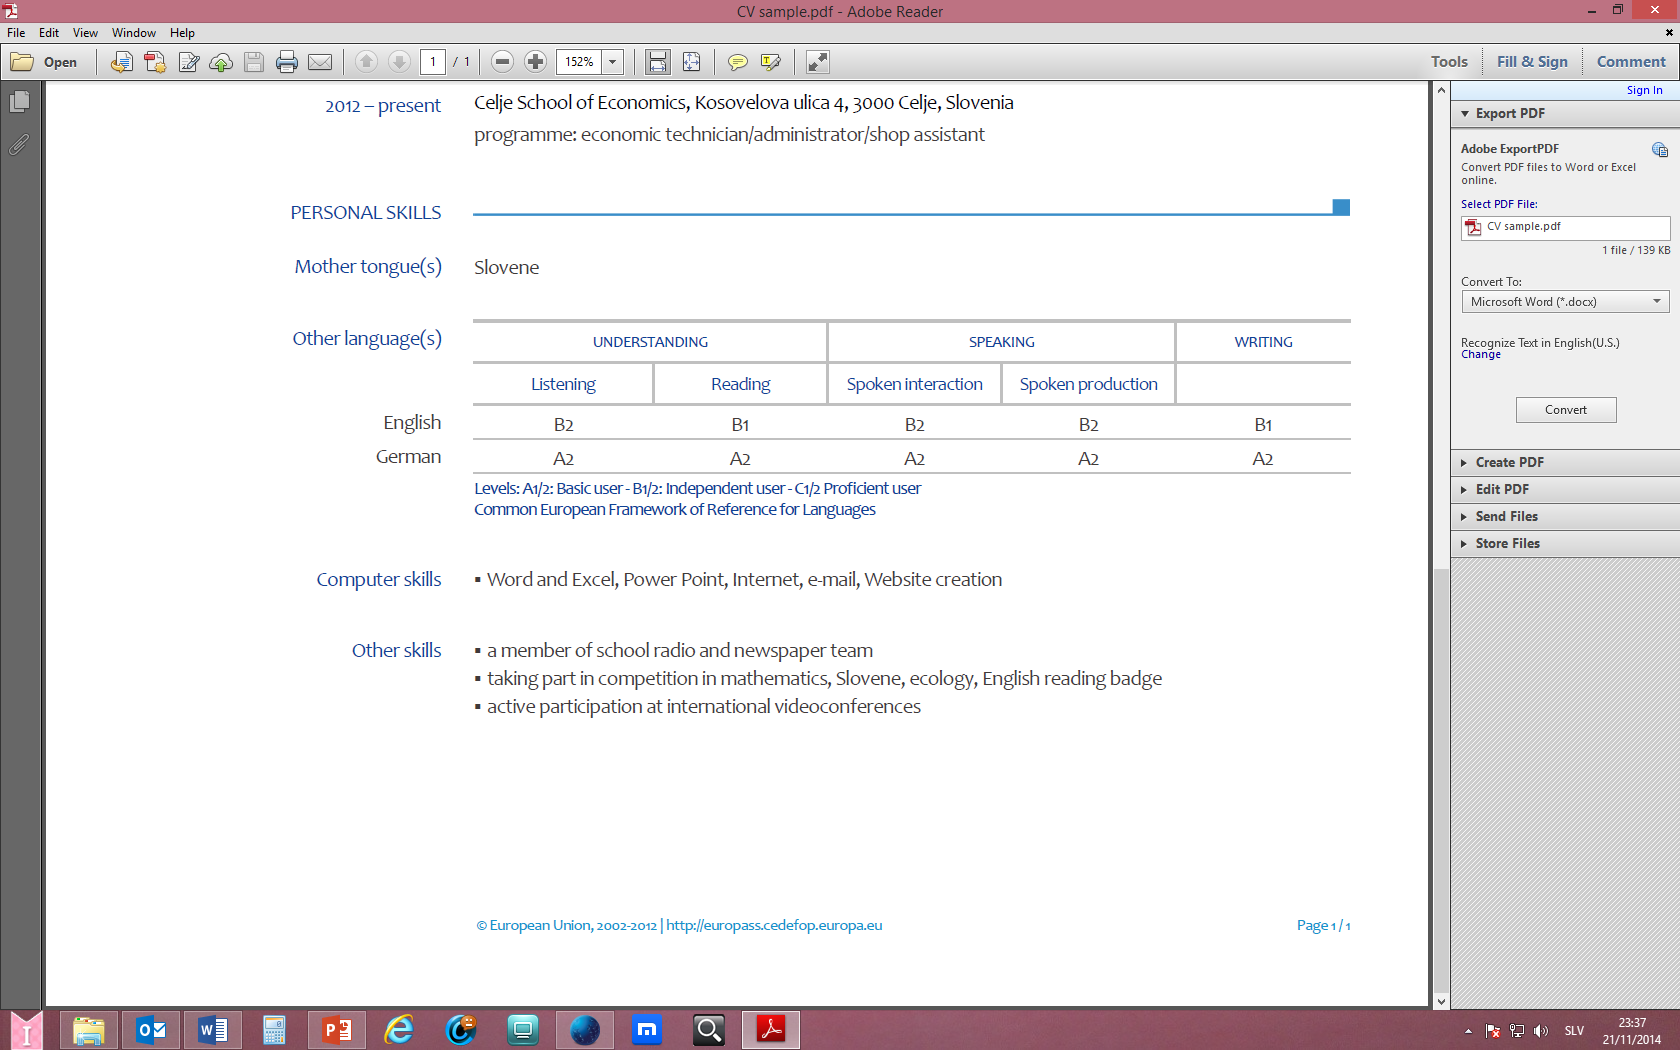 CV sample.pdf - Adobe Reader
File Edit View Window Help
Open 1 / 1 152% Tools Fill & Sign Comment
2012 – present Celje School of Economics, Kosovelova ulica 4, 3000 Celje, Slovenia
programme: economic technician/administrator/shop assistant
PERSONAL SKILLS
Mother tongue(s) Slovene
Other language(s) UNDERSTANDING SPEAKING WRITING
Listening Reading Spoken interaction Spoken production
English B2 B1 B2 B2 B1
German A2 A2 A2 A2 A2
Levels: A1/2: Basic user - B1/2: Independent user - C1/2 Proficient user
Common European Framework of Reference for Languages
Computer skills ▪ Word and Excel, Power Point, Internet, e-mail, Website creation
Other skills ▪ a member of school radio and newspaper team
▪ taking part in competition in mathematics, Slovene, ecology, English reading badge
▪ active participation at international videoconferences
© European Union, 2002-2012 | http://europass.cedefop.europa.eu Page 1 / 1
Sign In
Export PDF
Adobe ExportPDF
Convert PDF files to Word or Excel
online.
Select PDF File:
CV sample.pdf
1 file / 139 KB
Convert To:
Microsoft Word (*.docx)
Recognize Text in English(U.S.)
Change
Convert
Create PDF
Edit PDF
Send Files
Store Files
SLV 23:37
21/11/2014